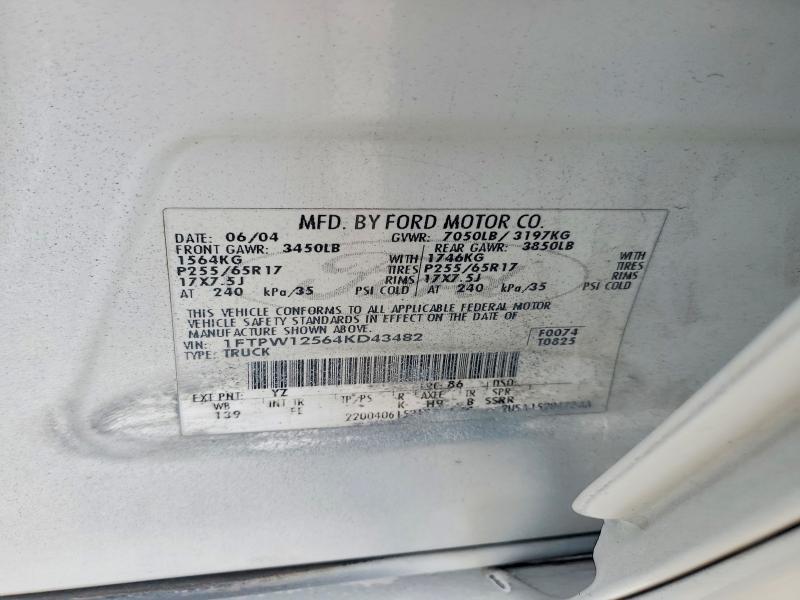 MFD. BY FORD MOTOR CO.
DATE: 06/04 GVWR: 7050LB/ 3197KG
FRONT GAWR: 3450LB REAR GAWR: 3850LB
1564KG WITH 1746KG WITH
P255/65R17 TIRES P255/65R17 TIRES
17X7.5J RIMS 17X7.5J RIMS
AT 240 kPa/35 PSI COLD AT 240 kPa/35 PSI COLD
THIS VEHICLE CONFORMS TO ALL APPLICABLE FEDERAL MOTOR
VEHICLE SAFETY STANDARDS IN EFFECT ON THE DATE OF
MANUFACTURE SHOWN ABOVE.
VIN: 1FTPW12564KD43482 F0074
TYPE: TRUCK T0825
86 DSO
EXT PNT: YZ
WB INT TR TP/PS R AXLE TR SPR
139 FE K H9 B SSRR